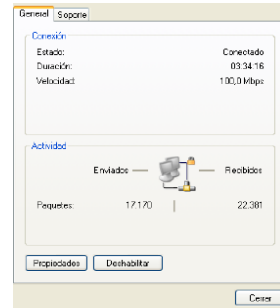 General Soporte
Conexión
Estado: Conectado
Duración: 03:34:16
Velocidad: 100,0 Mbps
Actividad
Enviados — — Recibidos
Paquetes: 17.170 | 22.381
Propiedades Deshabilitar
Cerrar